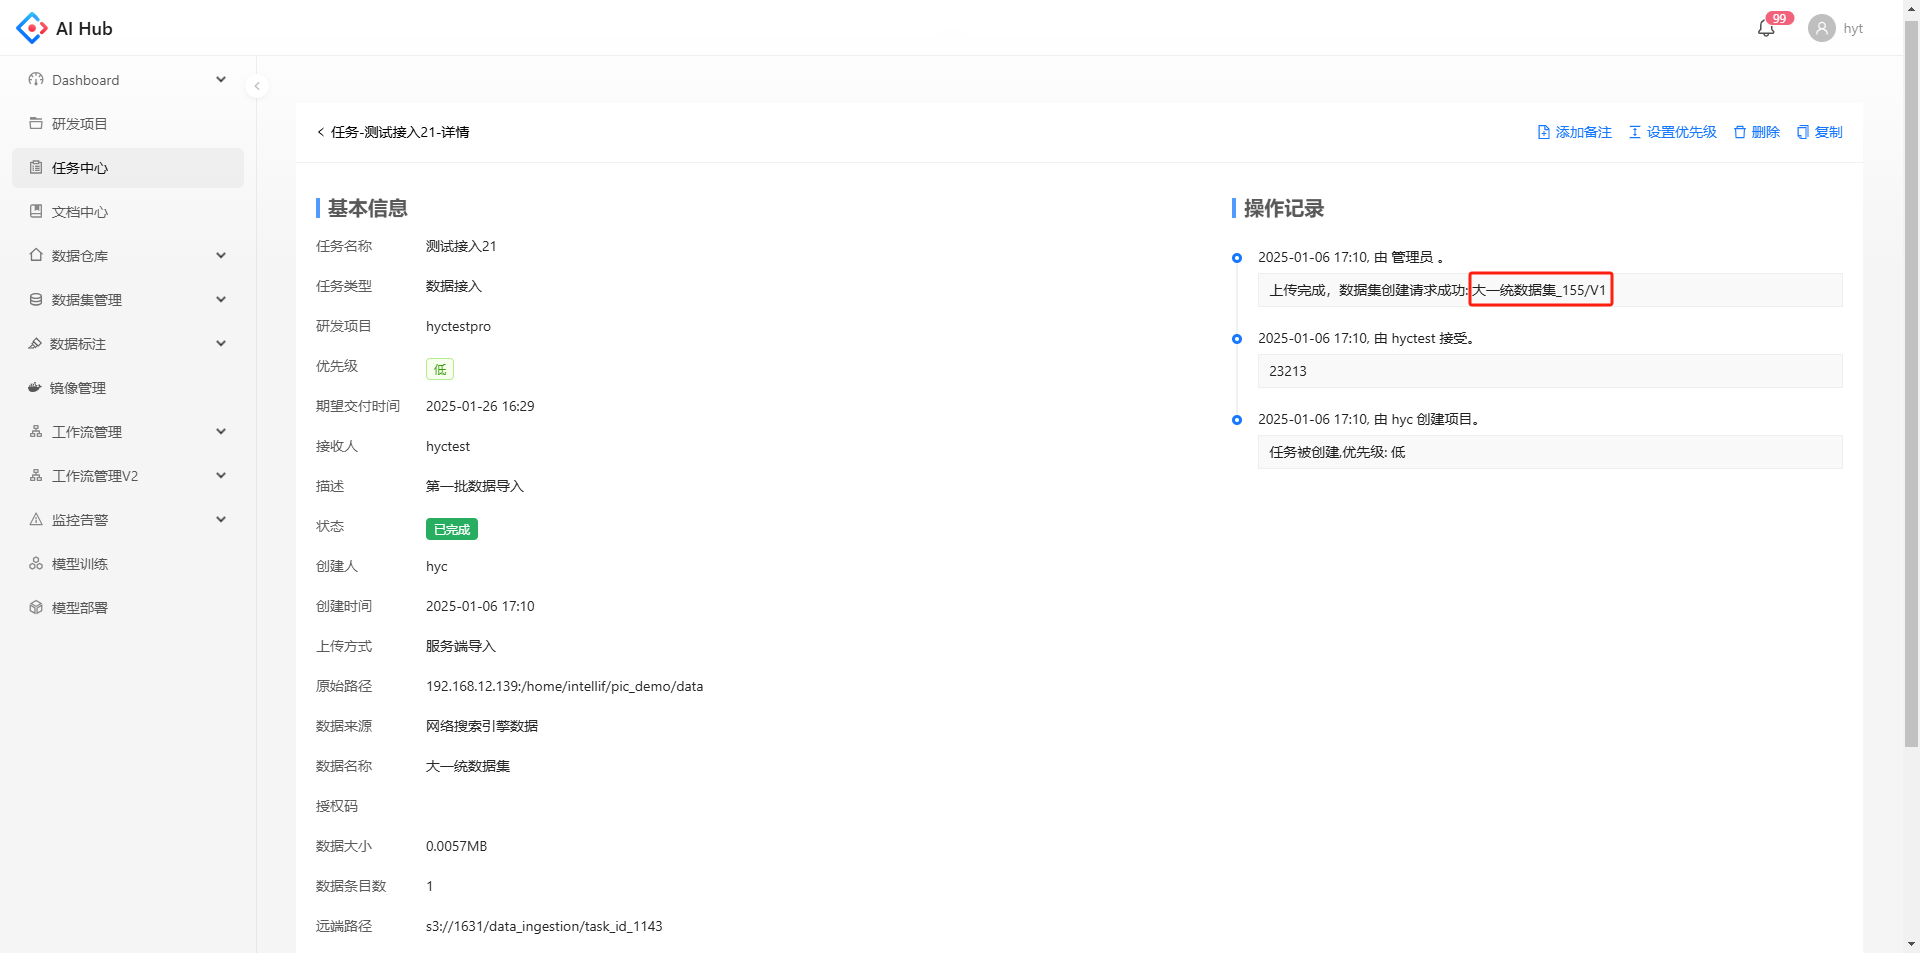 AI Hub
99
hyt
Dashboard
研发项目
任务中心
文档中心
数据仓库
数据集管理
数据标注
镜像管理
工作流管理
工作流管理V2
监控告警
模型训练
模型部署
任务-测试接入21-详情
添加备注 设置优先级 删除 复制
基本信息
任务名称 测试接入21
任务类型 数据接入
研发项目 hyctestpro
优先级 低
期望交付时间 2025-01-26 16:29
接收人 hyctest
描述 第一批数据导入
状态 已完成
创建人 hyc
创建时间 2025-01-06 17:10
上传方式 服务端导入
原始路径 192.168.12.139:/home/intellif/pic_demo/data
数据来源 网络搜索引擎数据
数据名称 大一统数据集
授权码
数据大小 0.0057MB
数据条目数 1
远端路径 s3://1631/data_ingestion/task_id_1143
操作记录
2025-01-06 17:10, 由 管理员 。
上传完成，数据集创建请求成功:大一统数据集_155/V1
2025-01-06 17:10, 由 hyctest 接受。
23213
2025-01-06 17:10, 由 hyc 创建项目。
任务被创建,优先级: 低